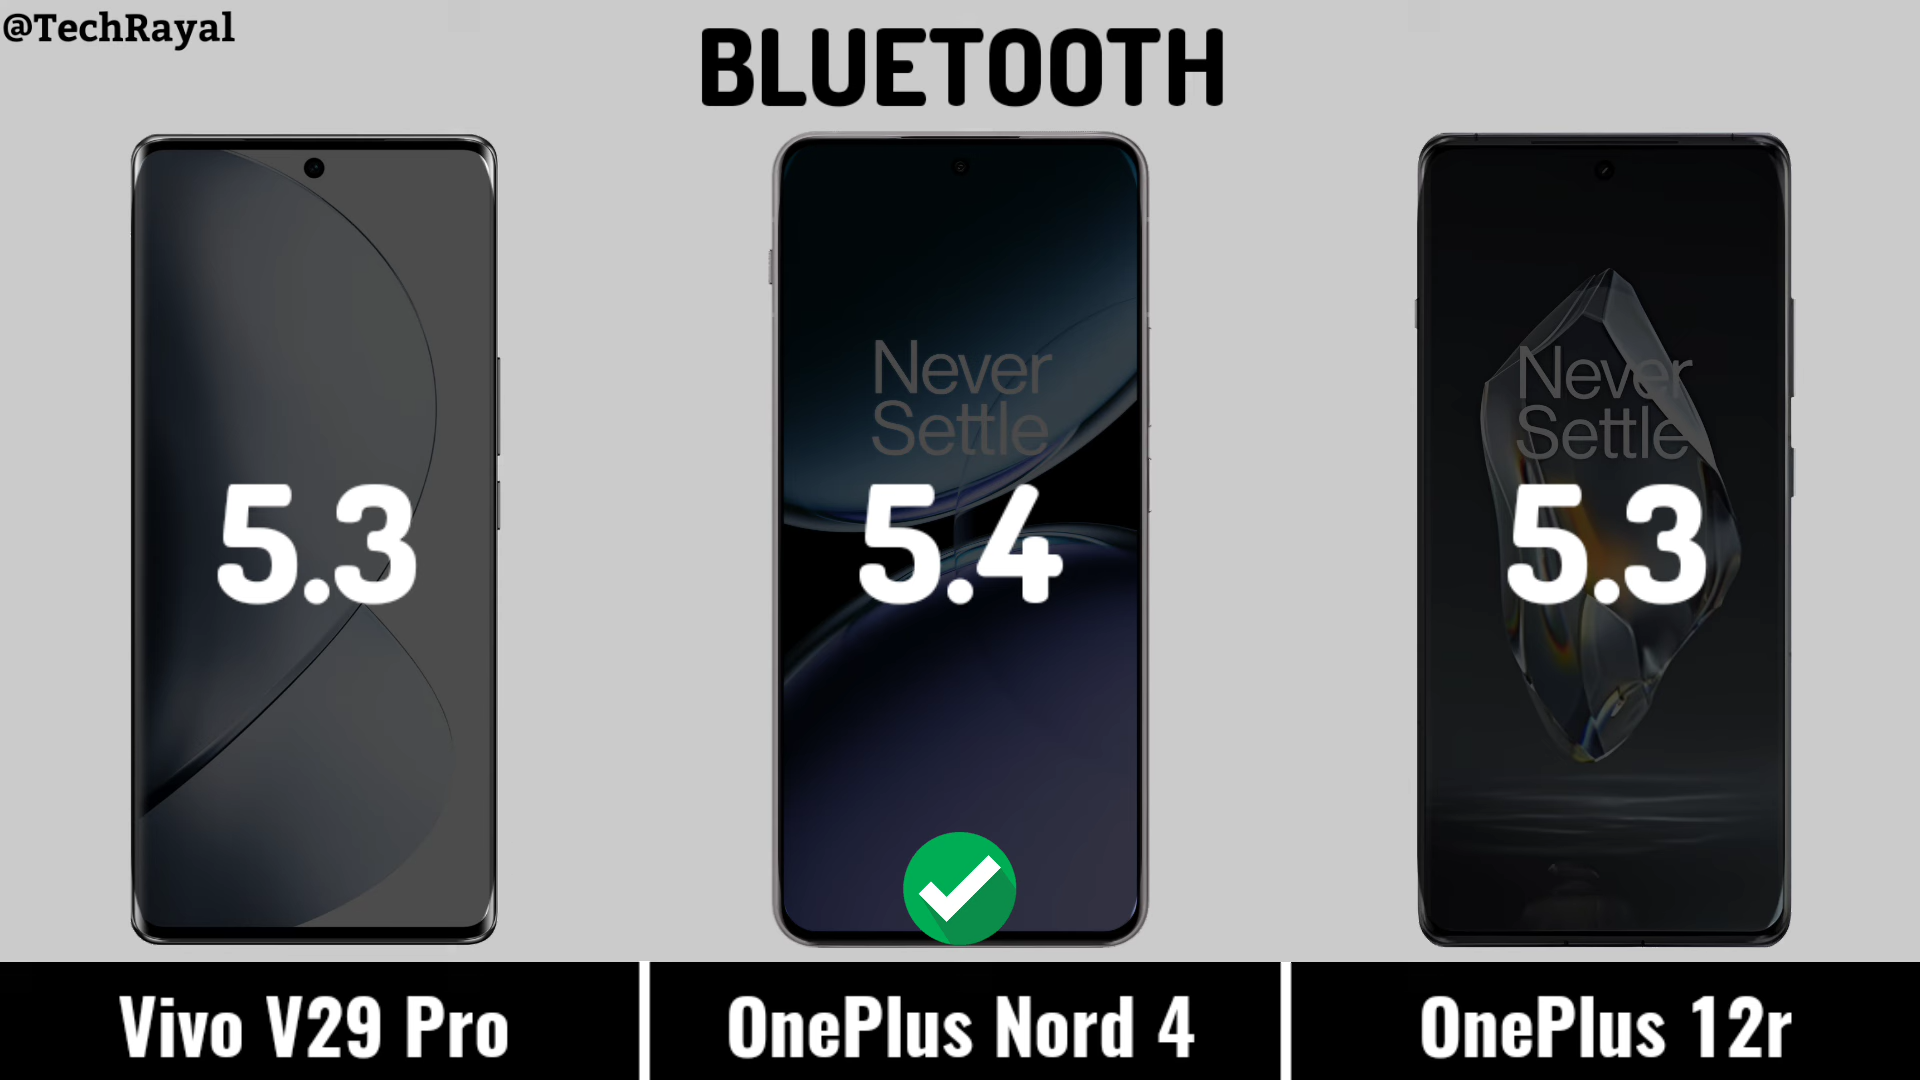 @TechRayal
BLUETOOTH
Never
Settle
Never
Settle
5.3
5.4
5.3
Vivo V29 Pro
OnePlus Nord 4
OnePlus 12r